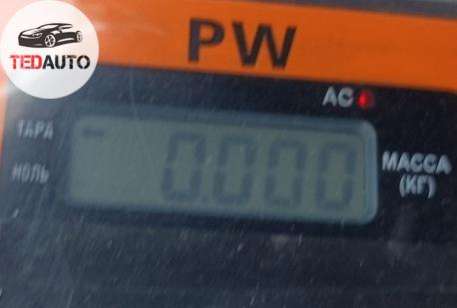 TEDAUTO
PW
AC
ТАРА
0.000
НОЛЬ
МАССА
(КГ)